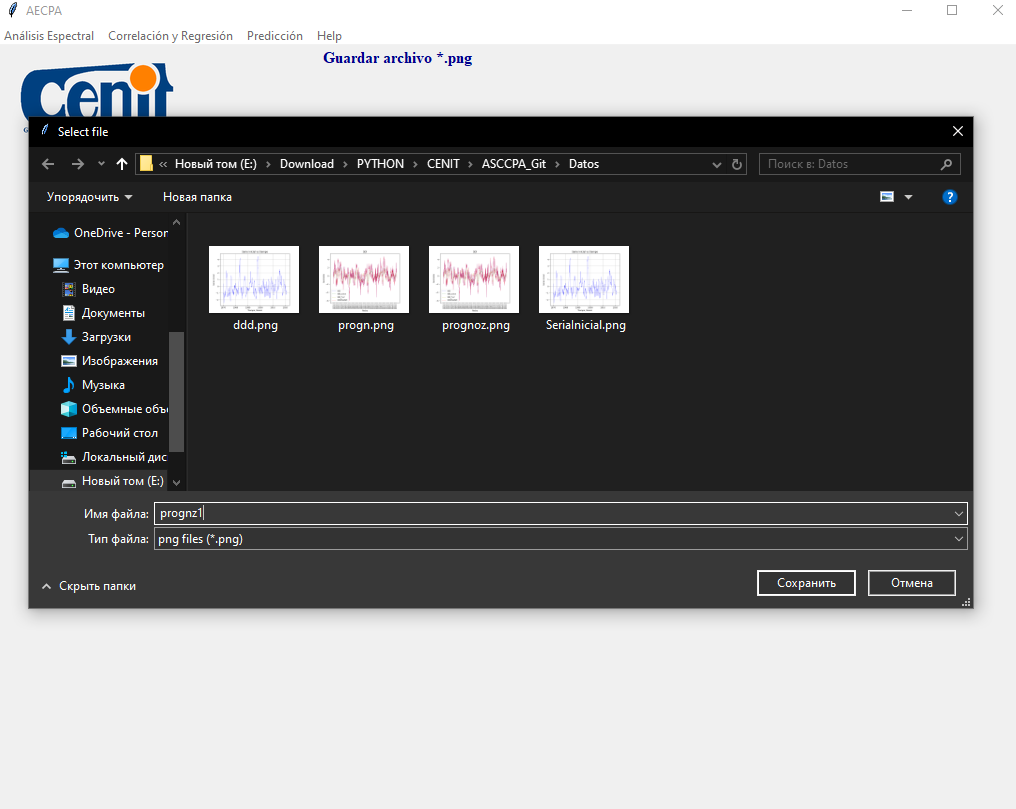 AECPA
Análisis Espectral Correlación y Regresión Predicción Help
Guardar archivo *.png
cenit
Select file
« Новый том (E:) › Download › PYTHON › CENIT › ASCCPA_Git › Datos
Поиск в: Datos
Упорядочить Новая папка
OneDrive - Person
Этот компьютер
Видео
Документы
Загрузки
Изображения
Музыка
Объемные объ
Рабочий стол
Локальный дис
Новый том (E:)
ddd.png progn.png prognoz.png SeriaInicial.png
Имя файла: prognz1
Тип файла: png files (*.png)
Скрыть папки
Сохранить Отмена